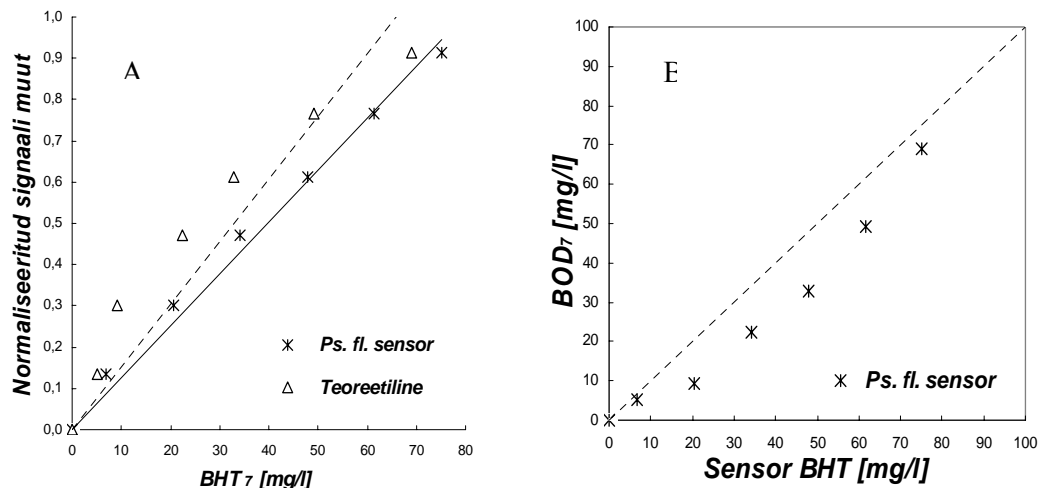 A
Normaliseeritud signaali muut
1,0
0,9
0,8
0,7
0,6
0,5
0,4
0,3
0,2
0,1
0,0
0 10 20 30 40 50 60 70 80
BHT7 [mg/l]
Ps. fl. sensor
Teoreetiline
B
BOD7 [mg/l]
100
90
80
70
60
50
40
30
20
10
0
0 10 20 30 40 50 60 70 80 90 100
Sensor BHT [mg/l]
Ps. fl. sensor